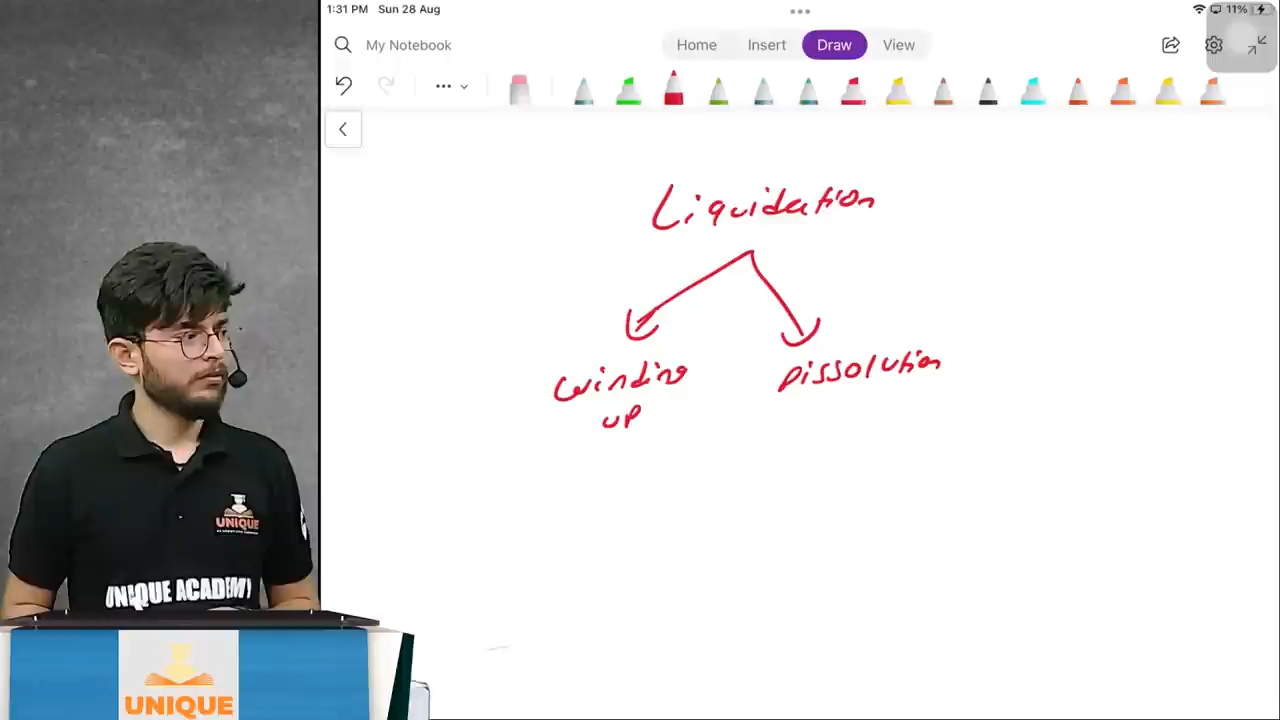 1:31 PM Sun 28 Aug
11%
My Notebook
Home Insert Draw View
Liquidation
winding Dissolution
up
UNIQUE
UNIQUE ACADEMY
UNIQUE